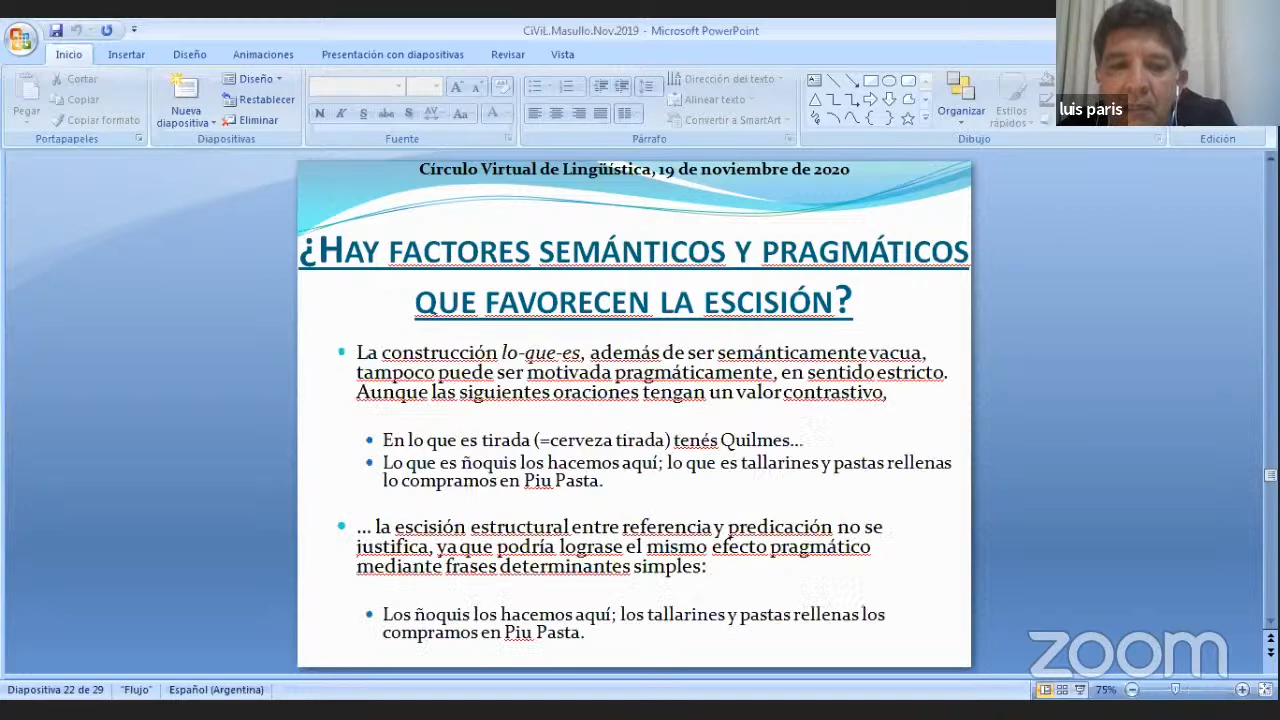 CiViL.Masullo.Nov.2019 - Microsoft PowerPoint
Inicio Insertar Diseño Animaciones Presentación con diapositivas Revisar Vista
Pegar
Cortar
Copiar
Copiar formato
Portapapeles
Nueva
diapositiva
Diseño
Restablecer
Eliminar
Diapositivas
N K S abc S AV Aa A
Fuente
Dirección del texto
Alinear texto
Convertir a SmartArt
Párrafo
Organizar
Estilos
rápidos
Dibujo
Edición
luis paris
Círculo Virtual de Lingüística, 19 de noviembre de 2020
¿HAY FACTORES SEMÁNTICOS Y PRAGMÁTICOS
QUE FAVORECEN LA ESCISIÓN?
La construcción lo-que-es, además de ser semánticamente vacua,
tampoco puede ser motivada pragmáticamente, en sentido estricto.
Aunque las siguientes oraciones tengan un valor contrastivo,
En lo que es tirada (=cerveza tirada) tenés Quilmes...
Lo que es ñoquis los hacemos aquí; lo que es tallarines y pastas rellenas
lo compramos en Piu Pasta.
... la escisión estructural entre referencia y predicación no se
justifica, ya que podría lograse el mismo efecto pragmático
mediante frases determinantes simples:
Los ñoquis los hacemos aquí; los tallarines y pastas rellenas los
compramos en Piu Pasta.
zoom
Diapositiva 22 de 29 "Flujo" Español (Argentina) 75%